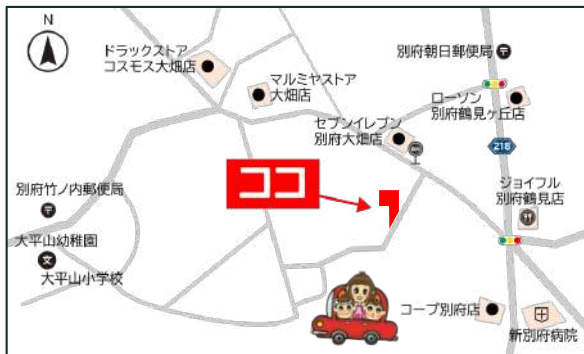 N
ドラックストア
コスモス大畑店
マルミヤストア
大畑店
別府朝日郵便局
ローソン
別府鶴見ヶ丘店
セブンイレブン
別府大畑店
218
ココ
ジョイフル
別府鶴見店
別府竹ノ内郵便局
大平山幼稚園
文
大平山小学校
コープ別府店
新別府病院